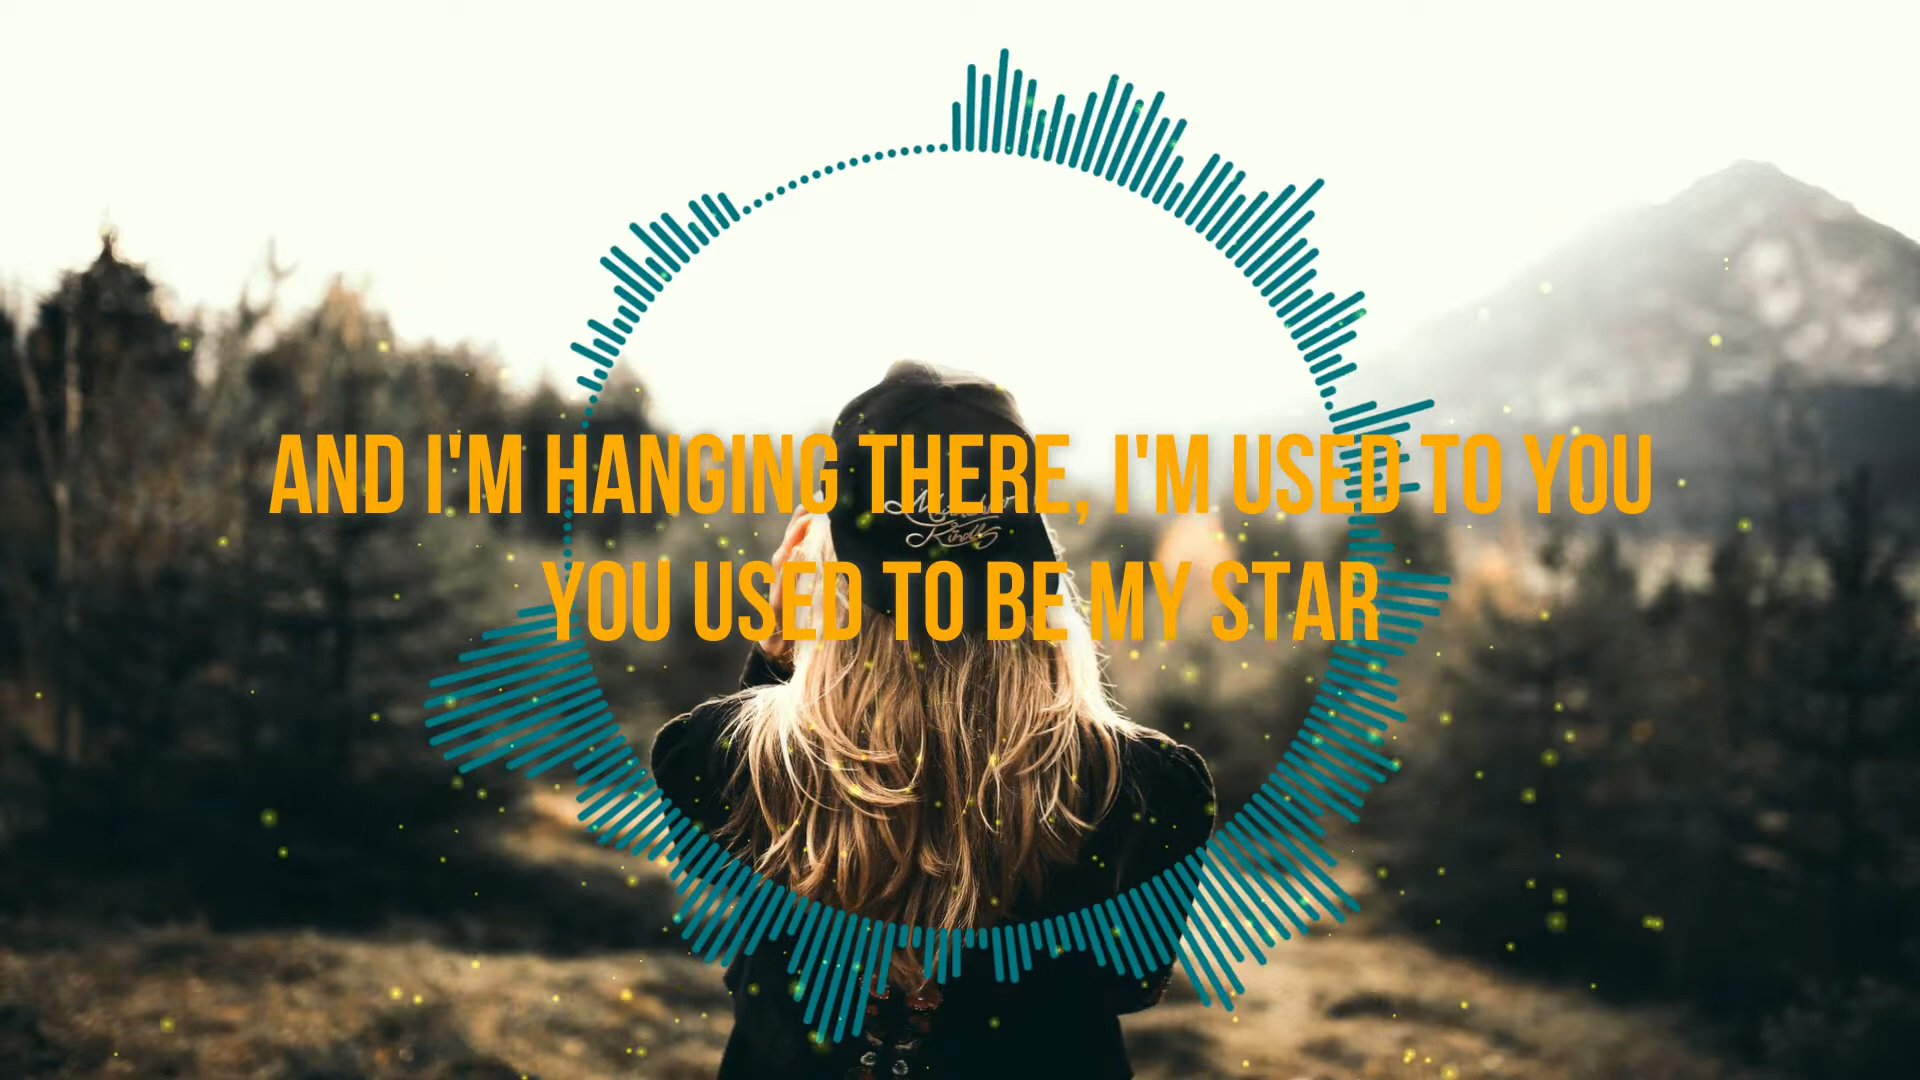 AND I'M HANGING THERE, I'M USED TO YOU
YOU USED TO BE MY STAR